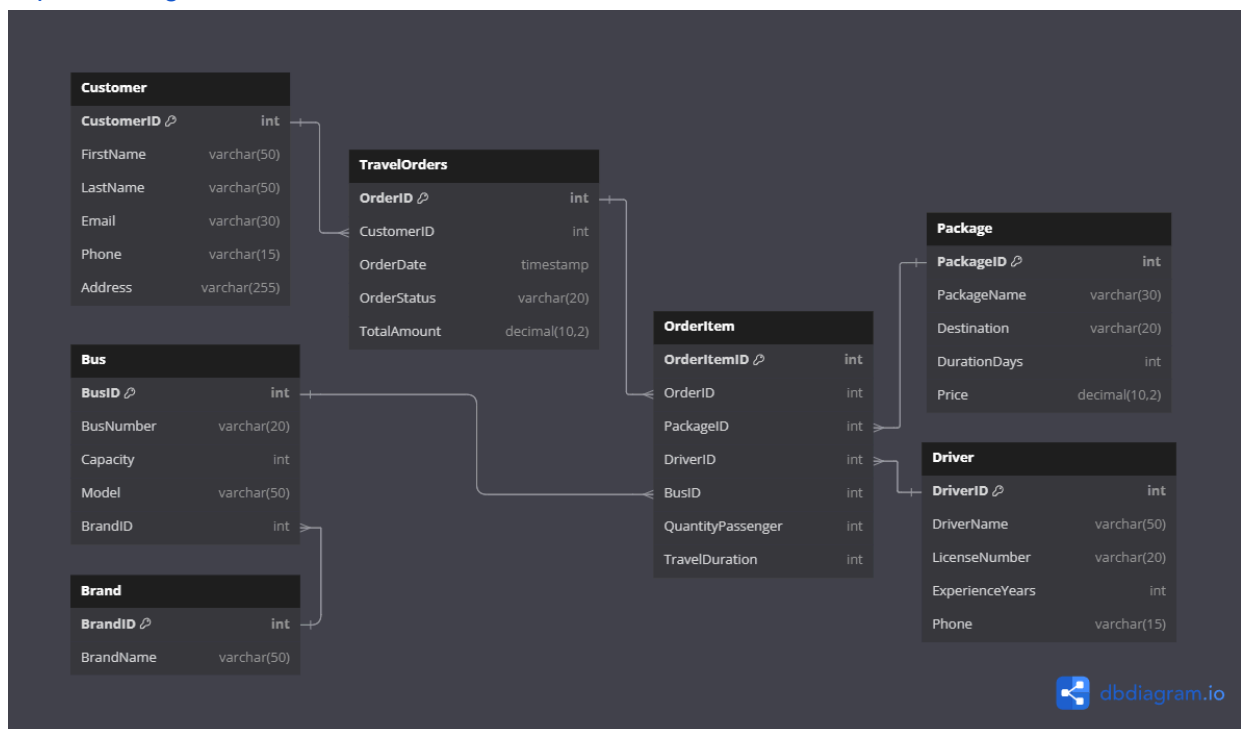 Customer
CustomerID int
FirstName varchar(50)
LastName varchar(50)
Email varchar(30)
Phone varchar(15)
Address varchar(255)
TravelOrders
OrderID int
CustomerID int
OrderDate timestamp
OrderStatus varchar(20)
TotalAmount decimal(10,2)
Bus
BusID int
BusNumber varchar(20)
Capacity int
Model varchar(50)
BrandID int
Brand
BrandID int
BrandName varchar(50)
OrderItem
OrderItemID int
OrderID int
PackageID int
DriverID int
BusID int
QuantityPassenger int
TravelDuration int
Package
PackageID int
PackageName varchar(30)
Destination varchar(20)
DurationDays int
Price decimal(10,2)
Driver
DriverID int
DriverName varchar(50)
LicenseNumber varchar(20)
ExperienceYears int
Phone varchar(15)
dbdiagram.io